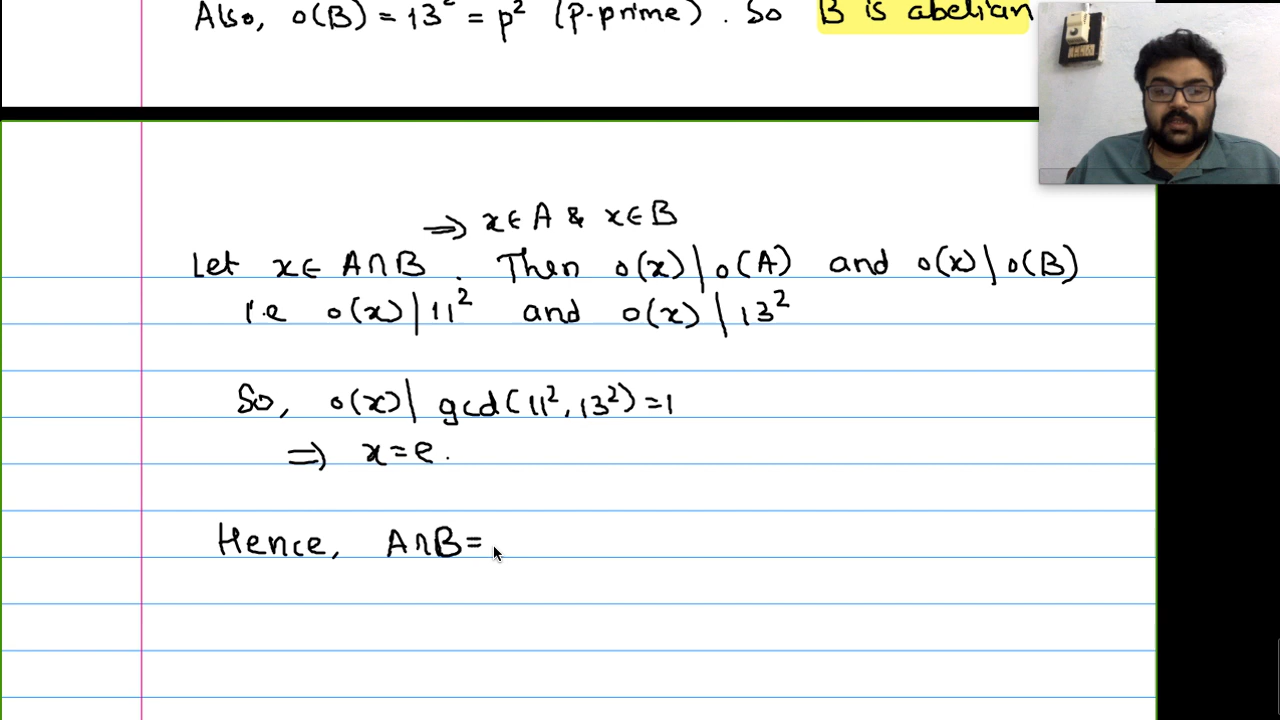 Also, o(B) = 13² = p² (p-prime). So B is abelian
⇒ x∈A & x∈B
Let x∈ A∩B. Then o(x)|o(A) and o(x)|o(B)
i.e o(x)|11² and o(x)|13²
So, o(x)| gcd(11², 13²) = 1
⇒ x = e.
Hence, A∩B =